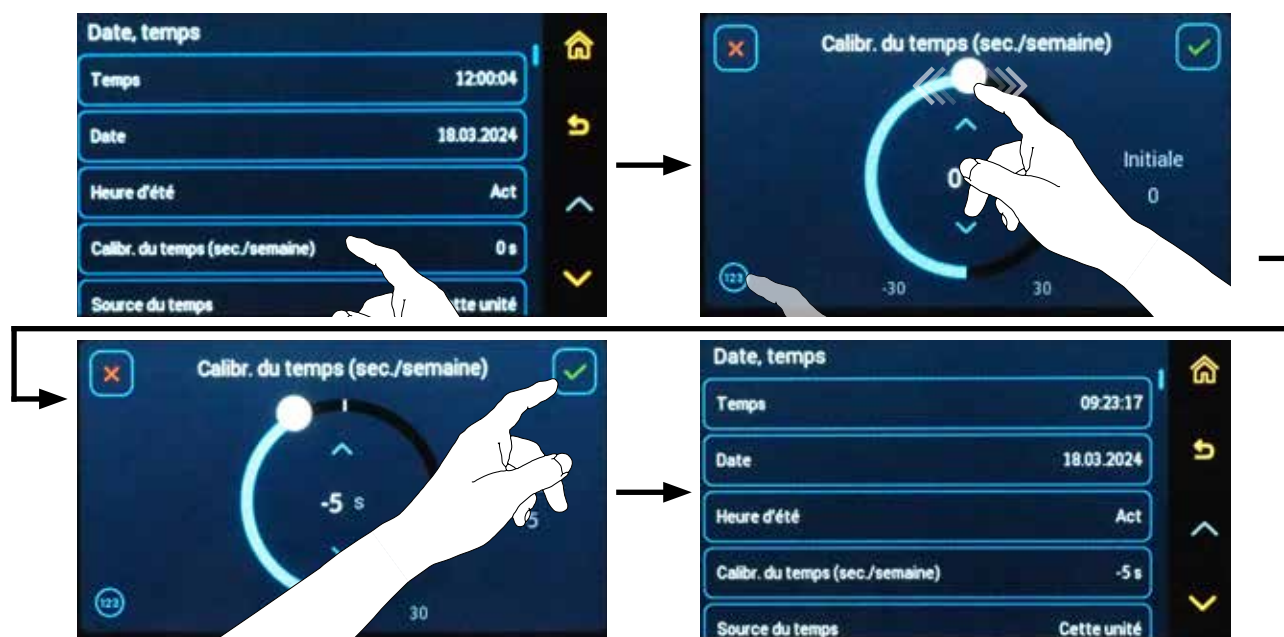 Date, temps
Temps 12:00:04
Date 18.03.2024
Heure d'été Act
Calibr. du temps (sec./semaine) 0 s
Source du temps tte unité
Calibr. du temps (sec./semaine)
0
Initiale
0
123
-30 30
Calibr. du temps (sec./semaine)
-5 s
5
123
30
Date, temps
Temps 09:23:17
Date 18.03.2024
Heure d'été Act
Calibr. du temps (sec./semaine) -5 s
Source du temps Cette unité